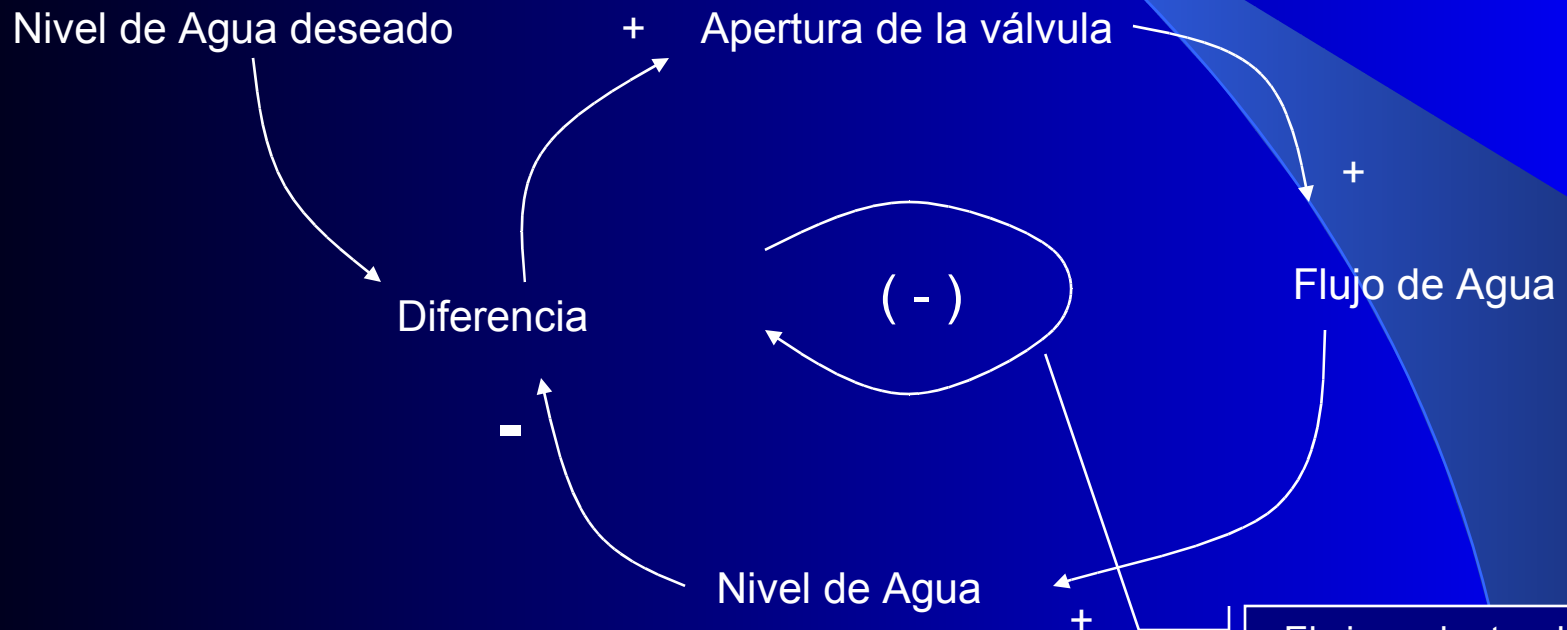 Nivel de Agua deseado
+
Apertura de la válvula
+
Flujo de Agua
( - )
Diferencia
-
Nivel de Agua
+